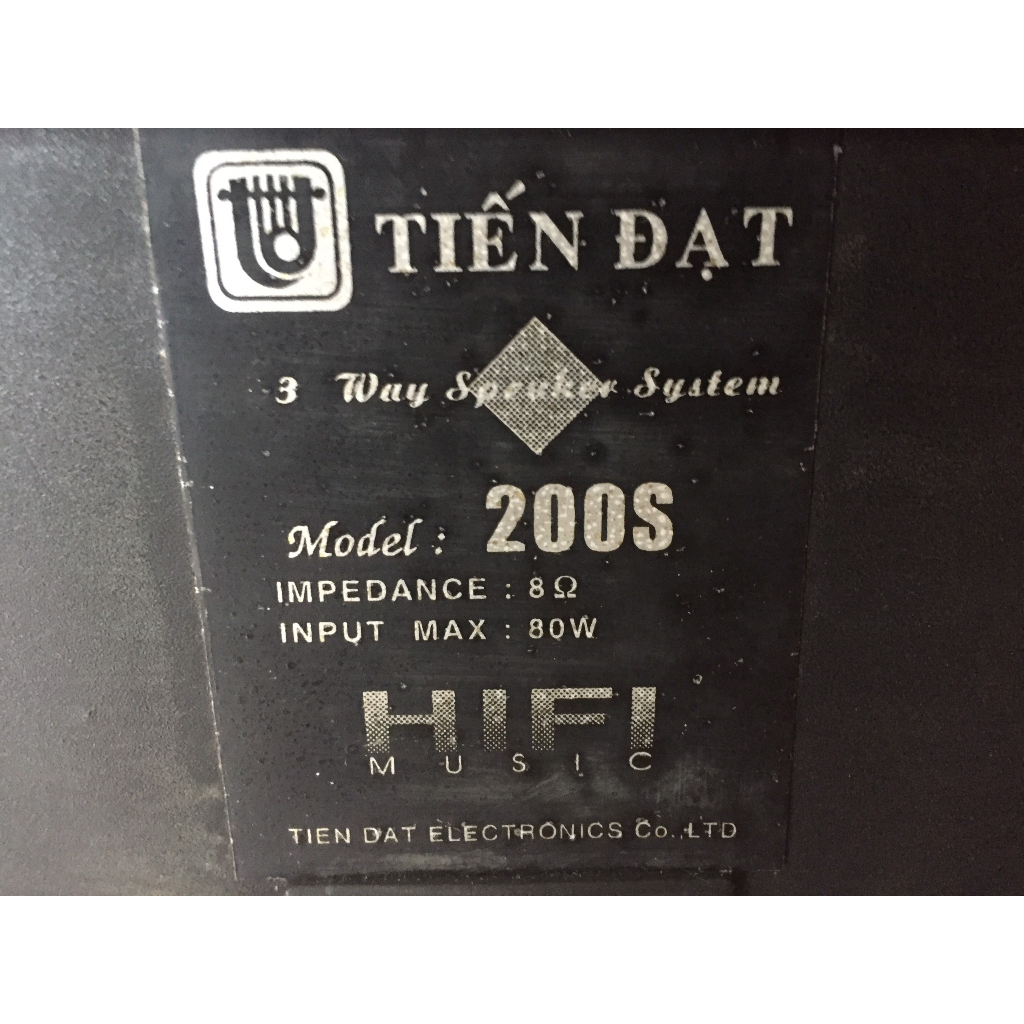 TIẾN ĐẠT
3 Way Speaker System
Model : 200S
IMPEDANCE : 8Ω
INPUT MAX : 80W
HIFI
MUSIC
TIEN DAT ELECTRONICS Co.,LTD